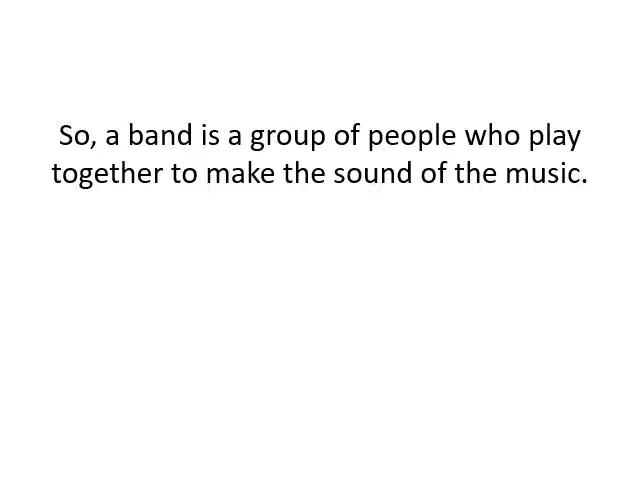 So, a band is a group of people who play
together to make the sound of the music.